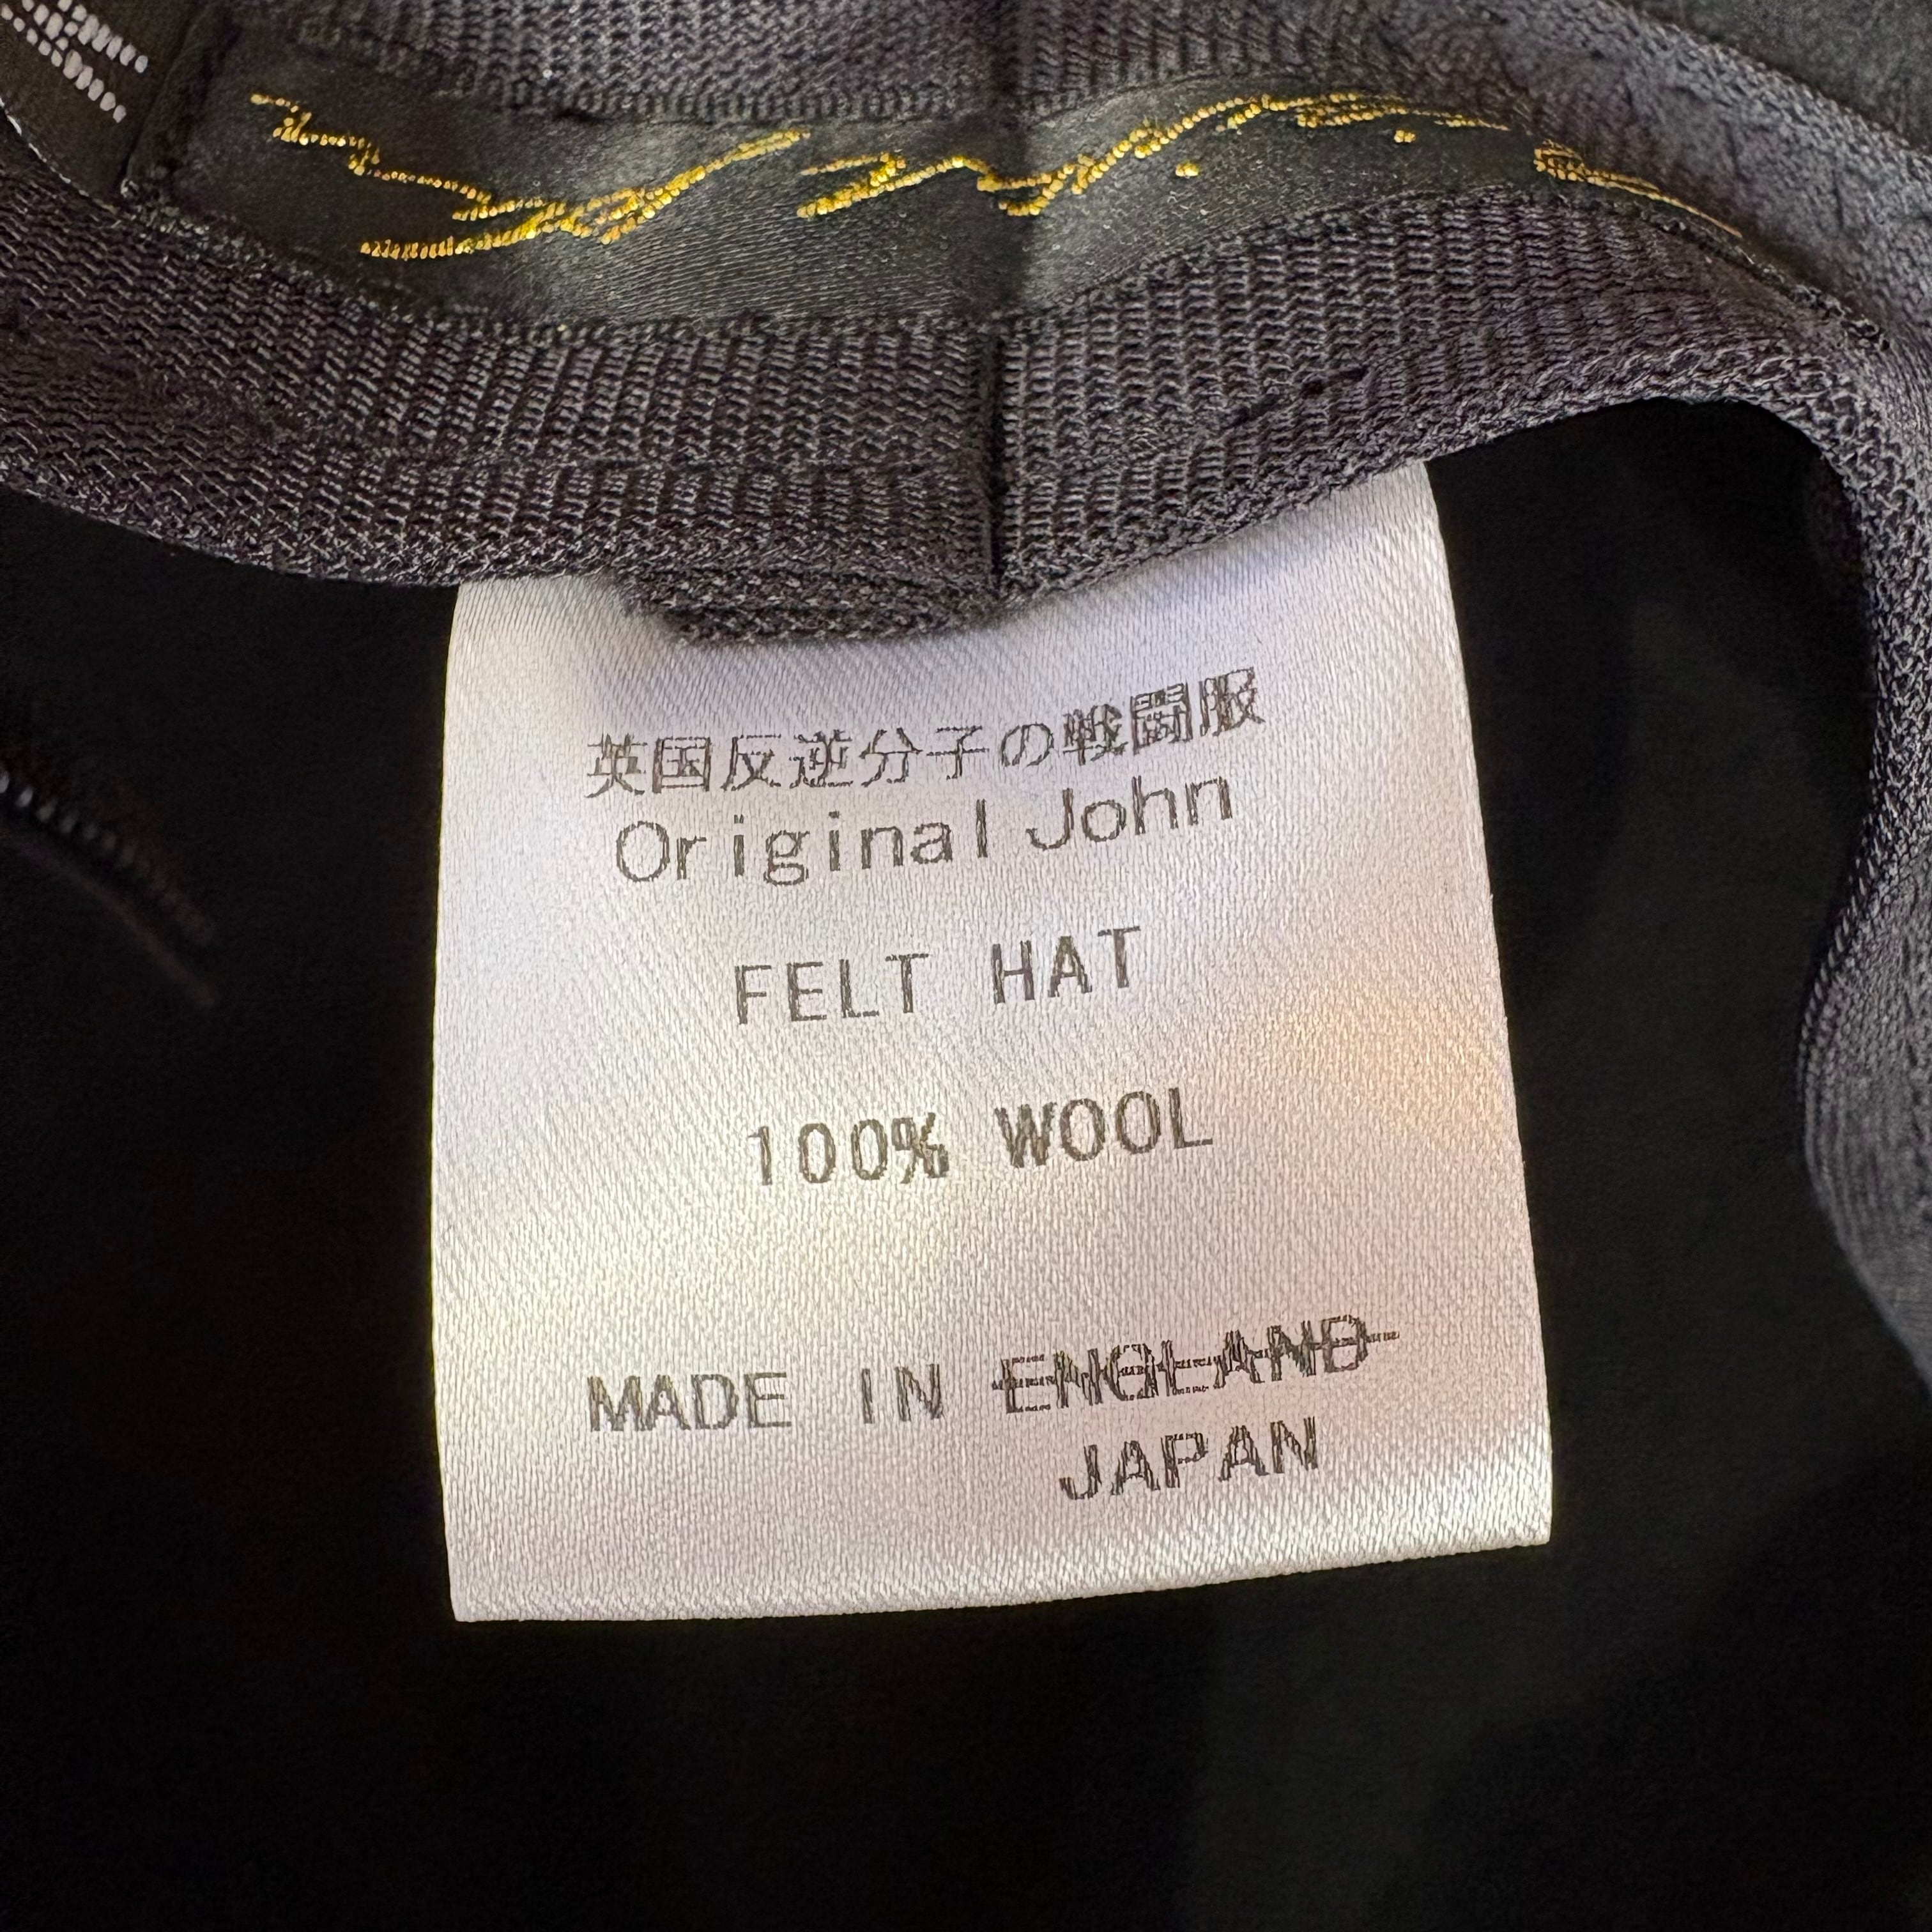 英国反逆分子の戦闘服
Original John
FELT HAT
100% WOOL
MADE IN ENGLAND
JAPAN